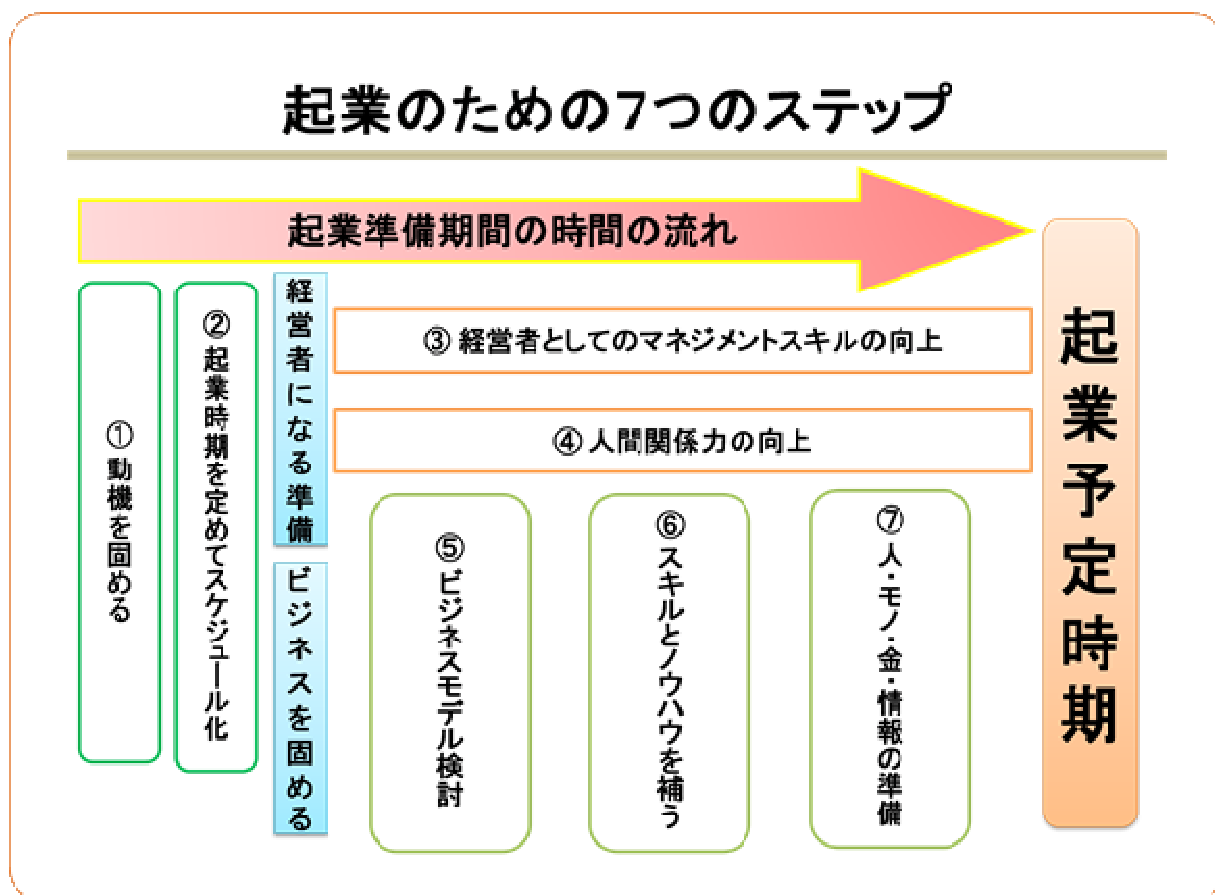 起業のための7つのステップ
起業準備期間の時間の流れ
①動機を固める
②起業時期を定めてスケジュール化
経営者になる準備
③経営者としてのマネジメントスキルの向上
④人間関係力の向上
ビジネスを固める
⑤ビジネスモデル検討
⑥スキルとノウハウを補う
⑦人・モノ・金・情報の準備
起業予定時期